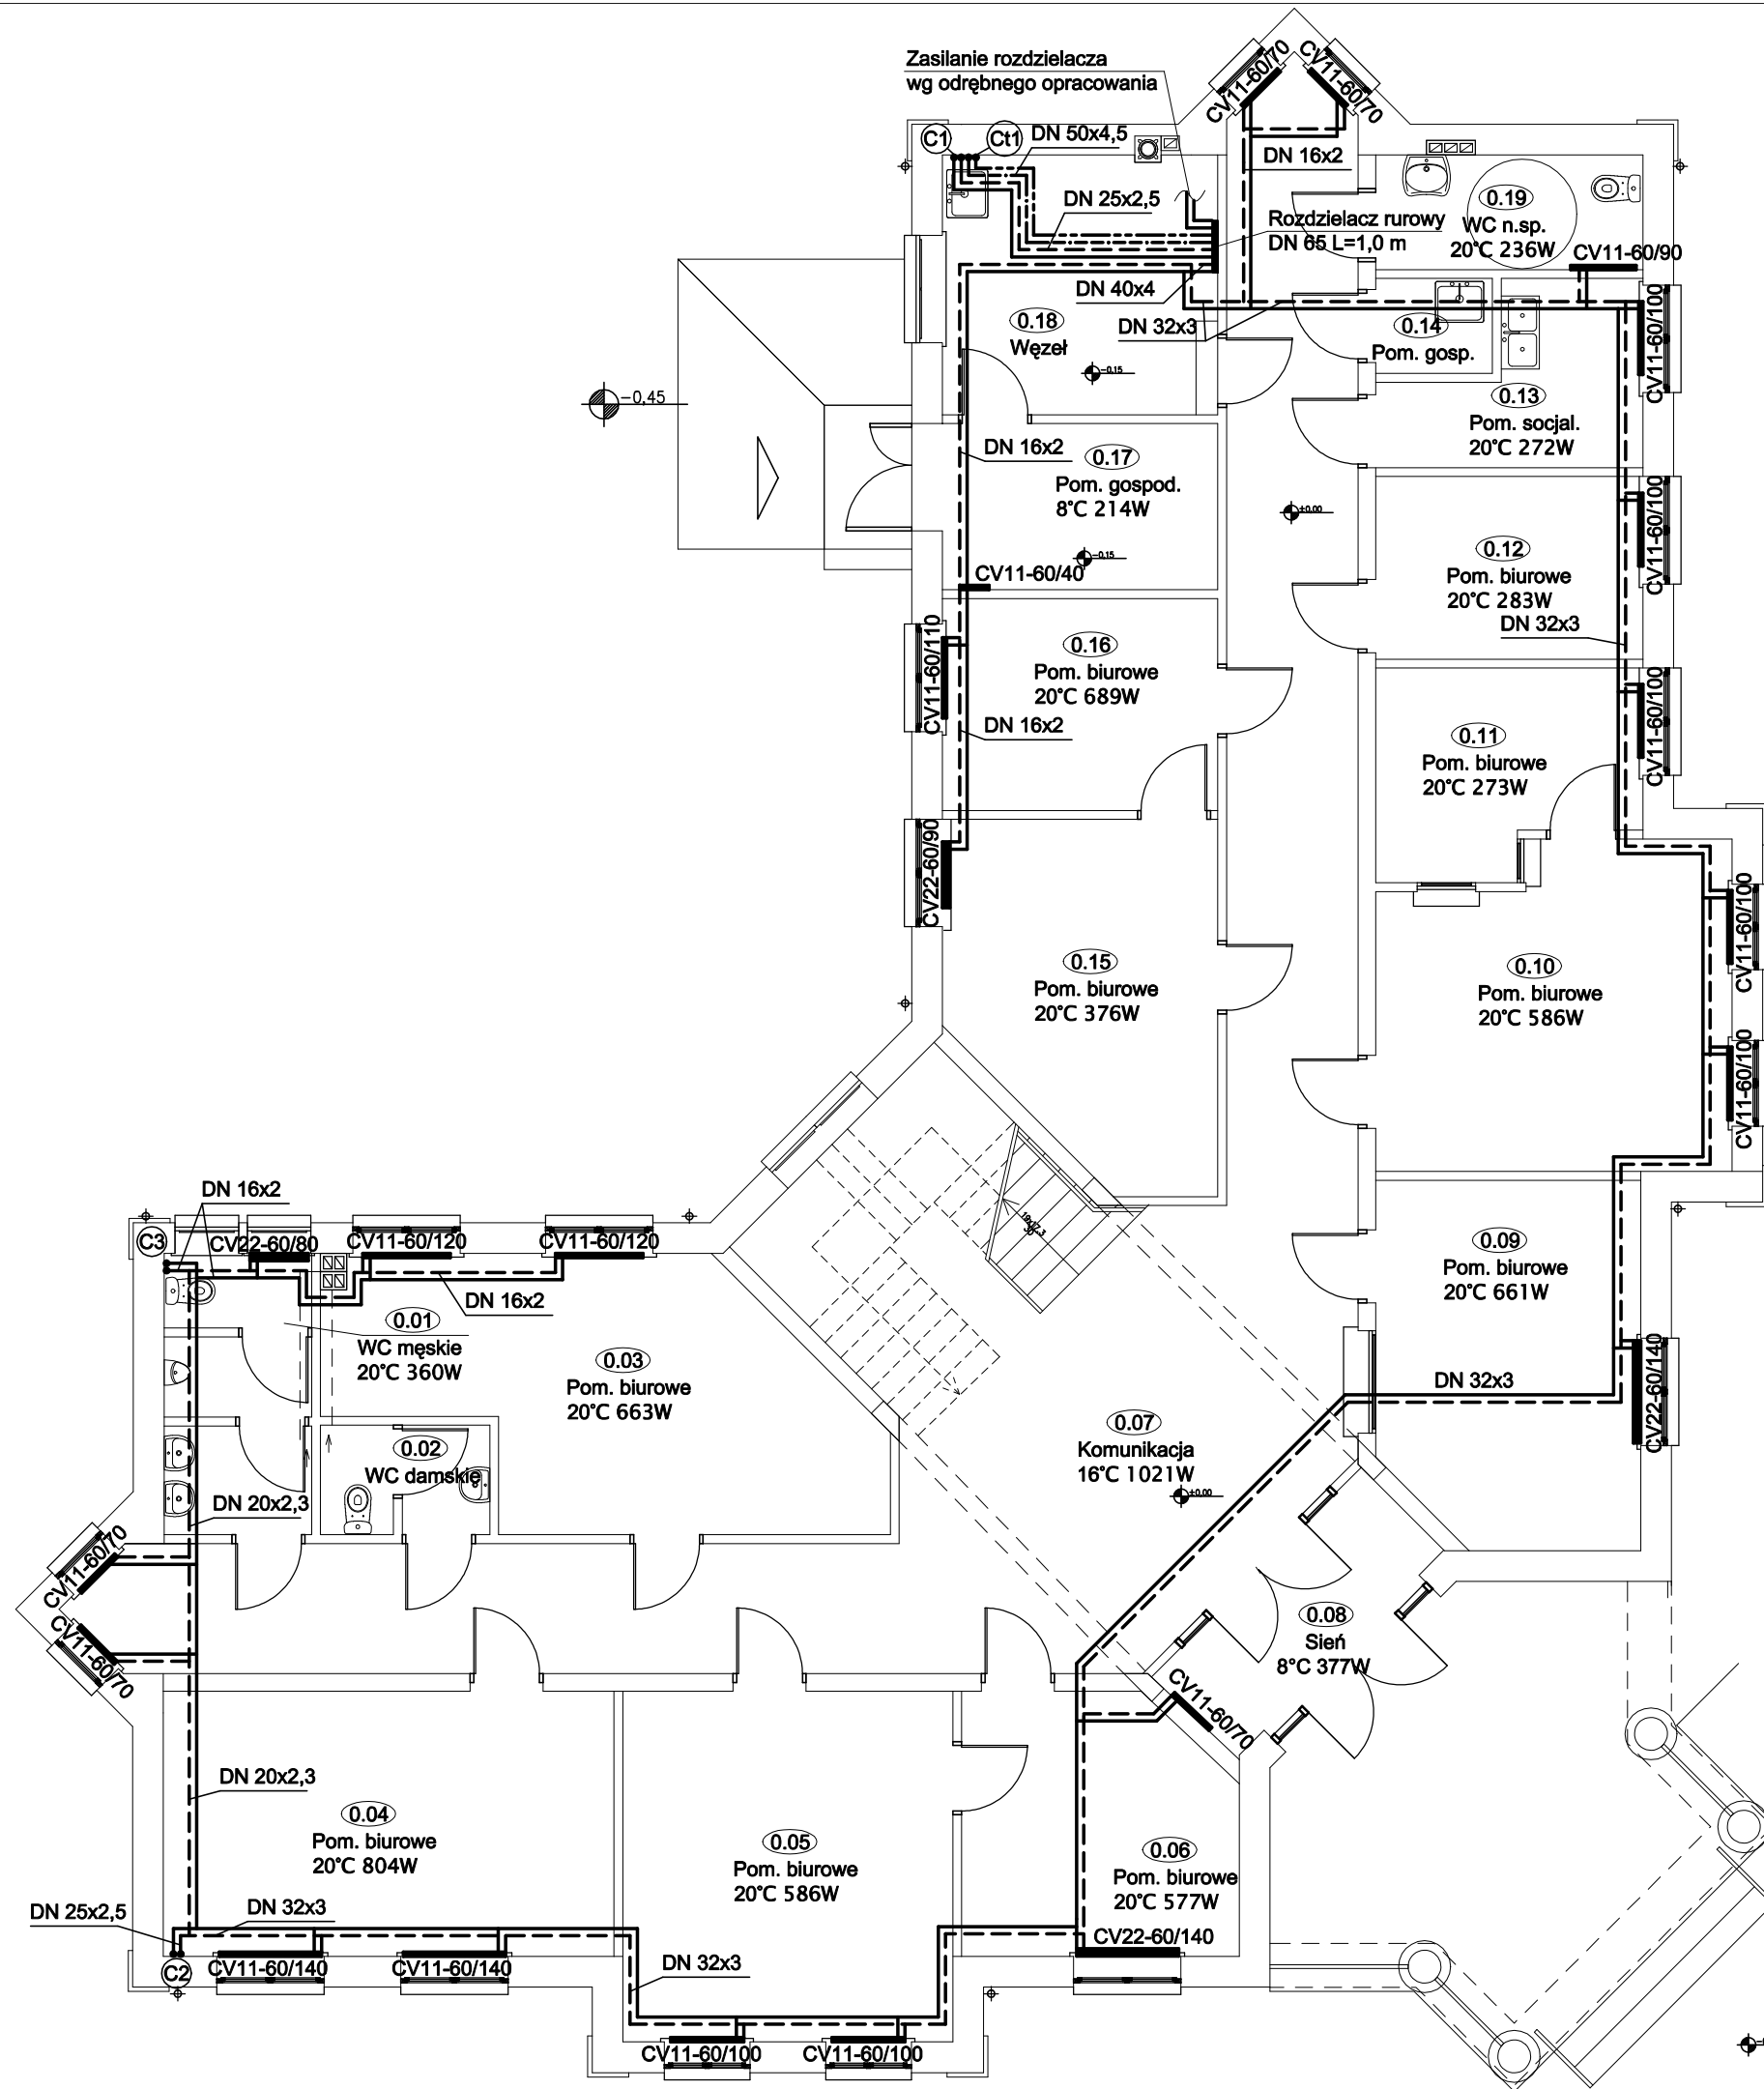 Zasilanie rozdzielacza
wg odrębnego opracowania
CV11-60/70
CV11-60/70
C1
Ct1
DN 50x4,5
DN 16x2
DN 25x2,5
Rozdzielacz rurowy
DN 65 L=1,0 m
0.19
WC n.sp.
20°C 236W
CV11-60/90
DN 40x4
DN 32x3
0.18
Węzeł
-0,15
0.14
Pom. gosp.
CV11-60/100
0.13
Pom. socjal.
20°C 272W
-0,45
DN 16x2
0.17
Pom. gospod.
8°C 214W
-0,15
±0.00
CV11-60/40
0.12
Pom. biurowe
20°C 283W
CV11-60/100
DN 32x3
CV11-60/110
0.16
Pom. biurowe
20°C 689W
DN 16x2
0.11
Pom. biurowe
20°C 273W
CV11-60/100
CV22-60/90
0.15
Pom. biurowe
20°C 376W
0.10
Pom. biurowe
20°C 586W
CV11-60/100
CV11-60/100
DN 16x2
C3
CV22-60/80
CV11-60/120
CV11-60/120
DN 16x2
0.01
WC męskie
20°C 360W
0.03
Pom. biurowe
20°C 663W
0.09
Pom. biurowe
20°C 661W
DN 32x3
CV22-60/140
0.02
WC damskie
0.07
Komunikacja
16°C 1021W
±0.00
DN 20x2,3
CV11-60/70
CV11-60/70
0.08
Sień
8°C 377W
CV11-60/70
DN 20x2,3
0.04
Pom. biurowe
20°C 804W
0.05
Pom. biurowe
20°C 586W
0.06
Pom. biurowe
20°C 577W
DN 25x2,5
DN 32x3
CV22-60/140
C2
CV11-60/140
CV11-60/140
DN 32x3
CV11-60/100
CV11-60/100